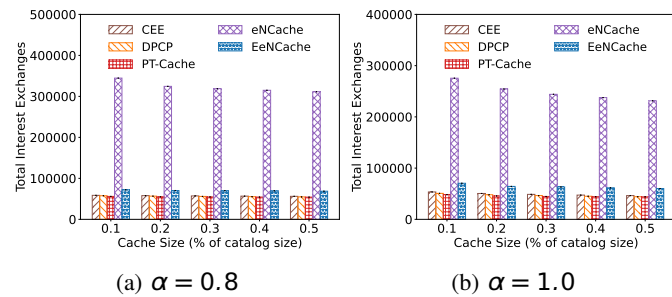 500000
400000
300000
200000
100000
0
Total Interest Exchanges
CEE
DPCP
PT-Cache
eNCache
EeNCache
0.1 0.2 0.3 0.4 0.5
Cache Size (% of catalog size)
(a) α = 0.8
400000
300000
200000
100000
0
Total Interest Exchanges
CEE
DPCP
PT-Cache
eNCache
EeNCache
0.1 0.2 0.3 0.4 0.5
Cache Size (% of catalog size)
(b) α = 1.0